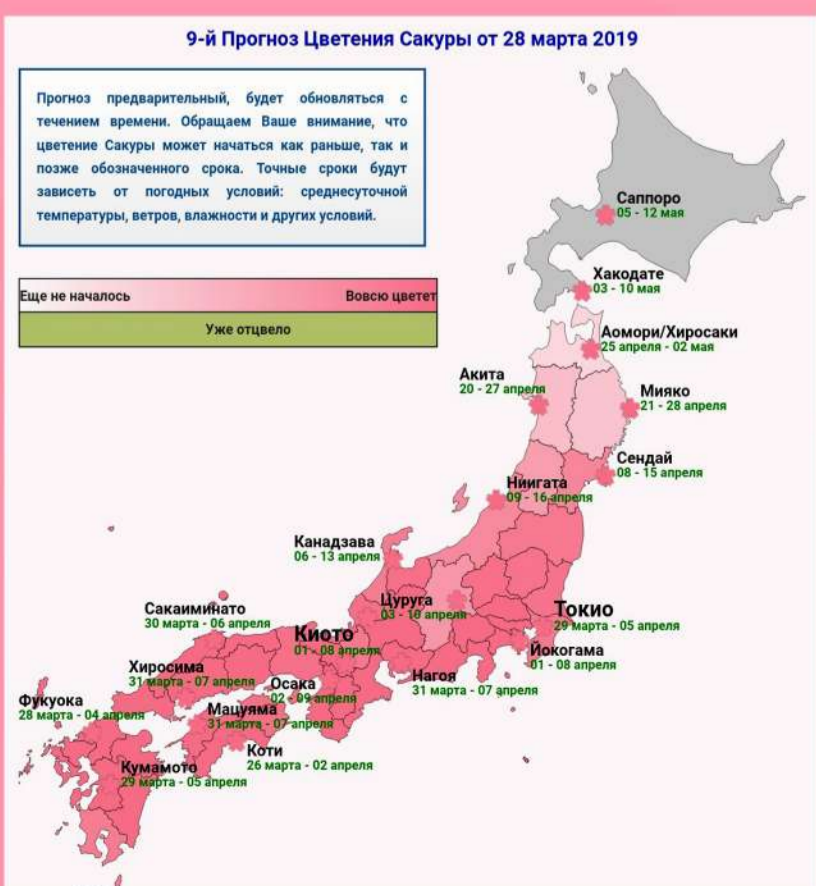 9-й Прогноз Цветения Сакуры от 28 марта 2019
Прогноз предварительный, будет обновляться с
течением времени. Обращаем Ваше внимание, что
цветение Сакуры может начаться как раньше, так и
позже обозначенного срока. Точные сроки будут
зависеть от погодных условий: среднесуточной
температуры, ветров, влажности и других условий.
Еще не началось Вовсю цветет
Уже отцвело
Саппоро
05 - 12 мая
Хакодате
03 - 10 мая
Аомори/Хиросаки
25 апреля - 02 мая
Акита
20 - 27 апреля
Мияко
21 - 28 апреля
Сендай
08 - 15 апреля
Ниигата
09 - 16 апреля
Канадзава
06 - 13 апреля
Цуруга
03 - 10 апреля
Сакаиминато
30 марта - 06 апреля
Токио
29 марта - 05 апреля
Киото
01 - 08 апреля
Йокогама
01 - 08 апреля
Хиросима
31 марта - 07 апреля
Нагоя
31 марта - 07 апреля
Осака
02 - 09 апреля
Фукуока
28 марта - 04 апреля
Мацуяма
31 марта - 07 апреля
Коти
26 марта - 02 апреля
Кумамото
29 марта - 05 апреля